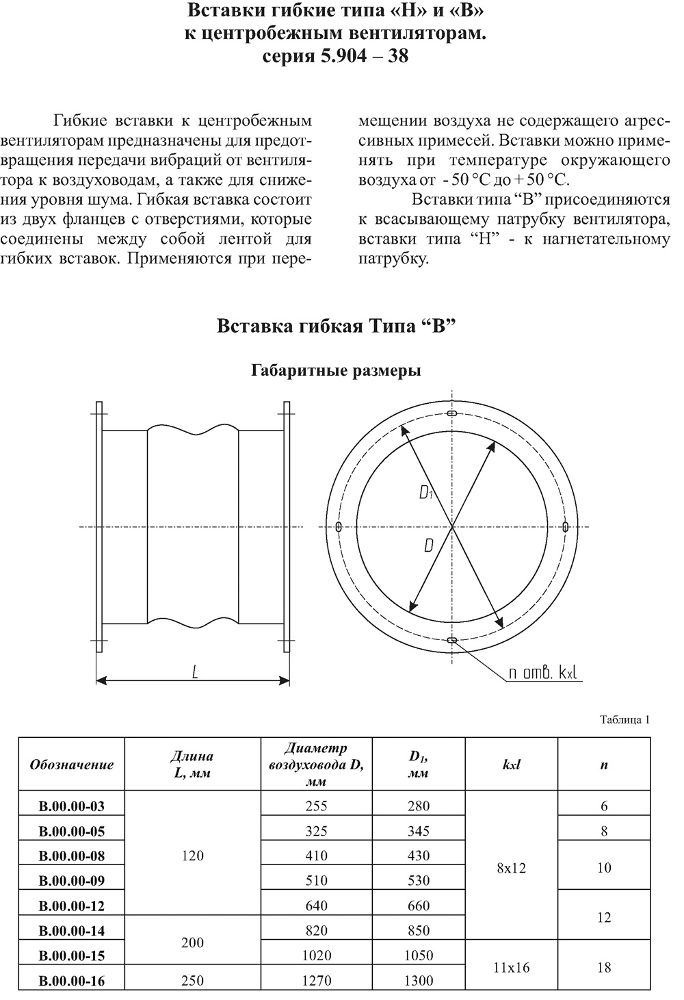 Вставки гибкие типа «Н» и «В»
к центробежным вентиляторам.
серия 5.904 – 38
Гибкие вставки к центробежным
вентиляторам предназначены для предот-
вращения передачи вибраций от вентиля-
тора к воздуховодам, а также для сниже-
ния уровня шума. Гибкая вставка состоит
из двух фланцев с отверстиями, которые
соединены между собой лентой для
гибких вставок. Применяются при пере-
мещении воздуха не содержащего агрес-
сивных примесей. Вставки можно приме-
нять при температуре окружающего
воздуха от - 50 °С до + 50 °С.
Вставки типа “В” присоединяются
к всасывающему патрубку вентилятора,
вставки типа “Н” - к нагнетательному
патрубку.
Вставка гибкая Типа “В”
Габаритные размеры
D1
D
L
n отв. kxl
Таблица 1
Обозначение
Длина
L, мм
Диаметр
воздуховода D,
мм
D1,
мм
kxl
n
В.00.00-03 120 255 280 8x12 6
В.00.00-05 325 345 8
В.00.00-08 410 430 10
В.00.00-09 510 530
В.00.00-12 640 660 12
В.00.00-14 200 820 850
В.00.00-15 1020 1050 11x16 18
В.00.00-16 250 1270 1300